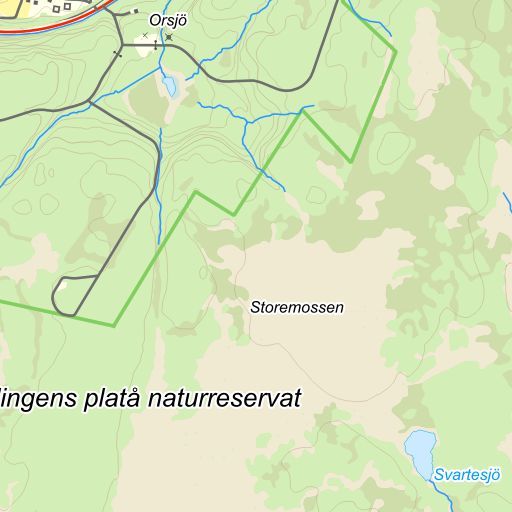 Orsjö
Storemossen
lingens platå naturreservat
Svartesjö